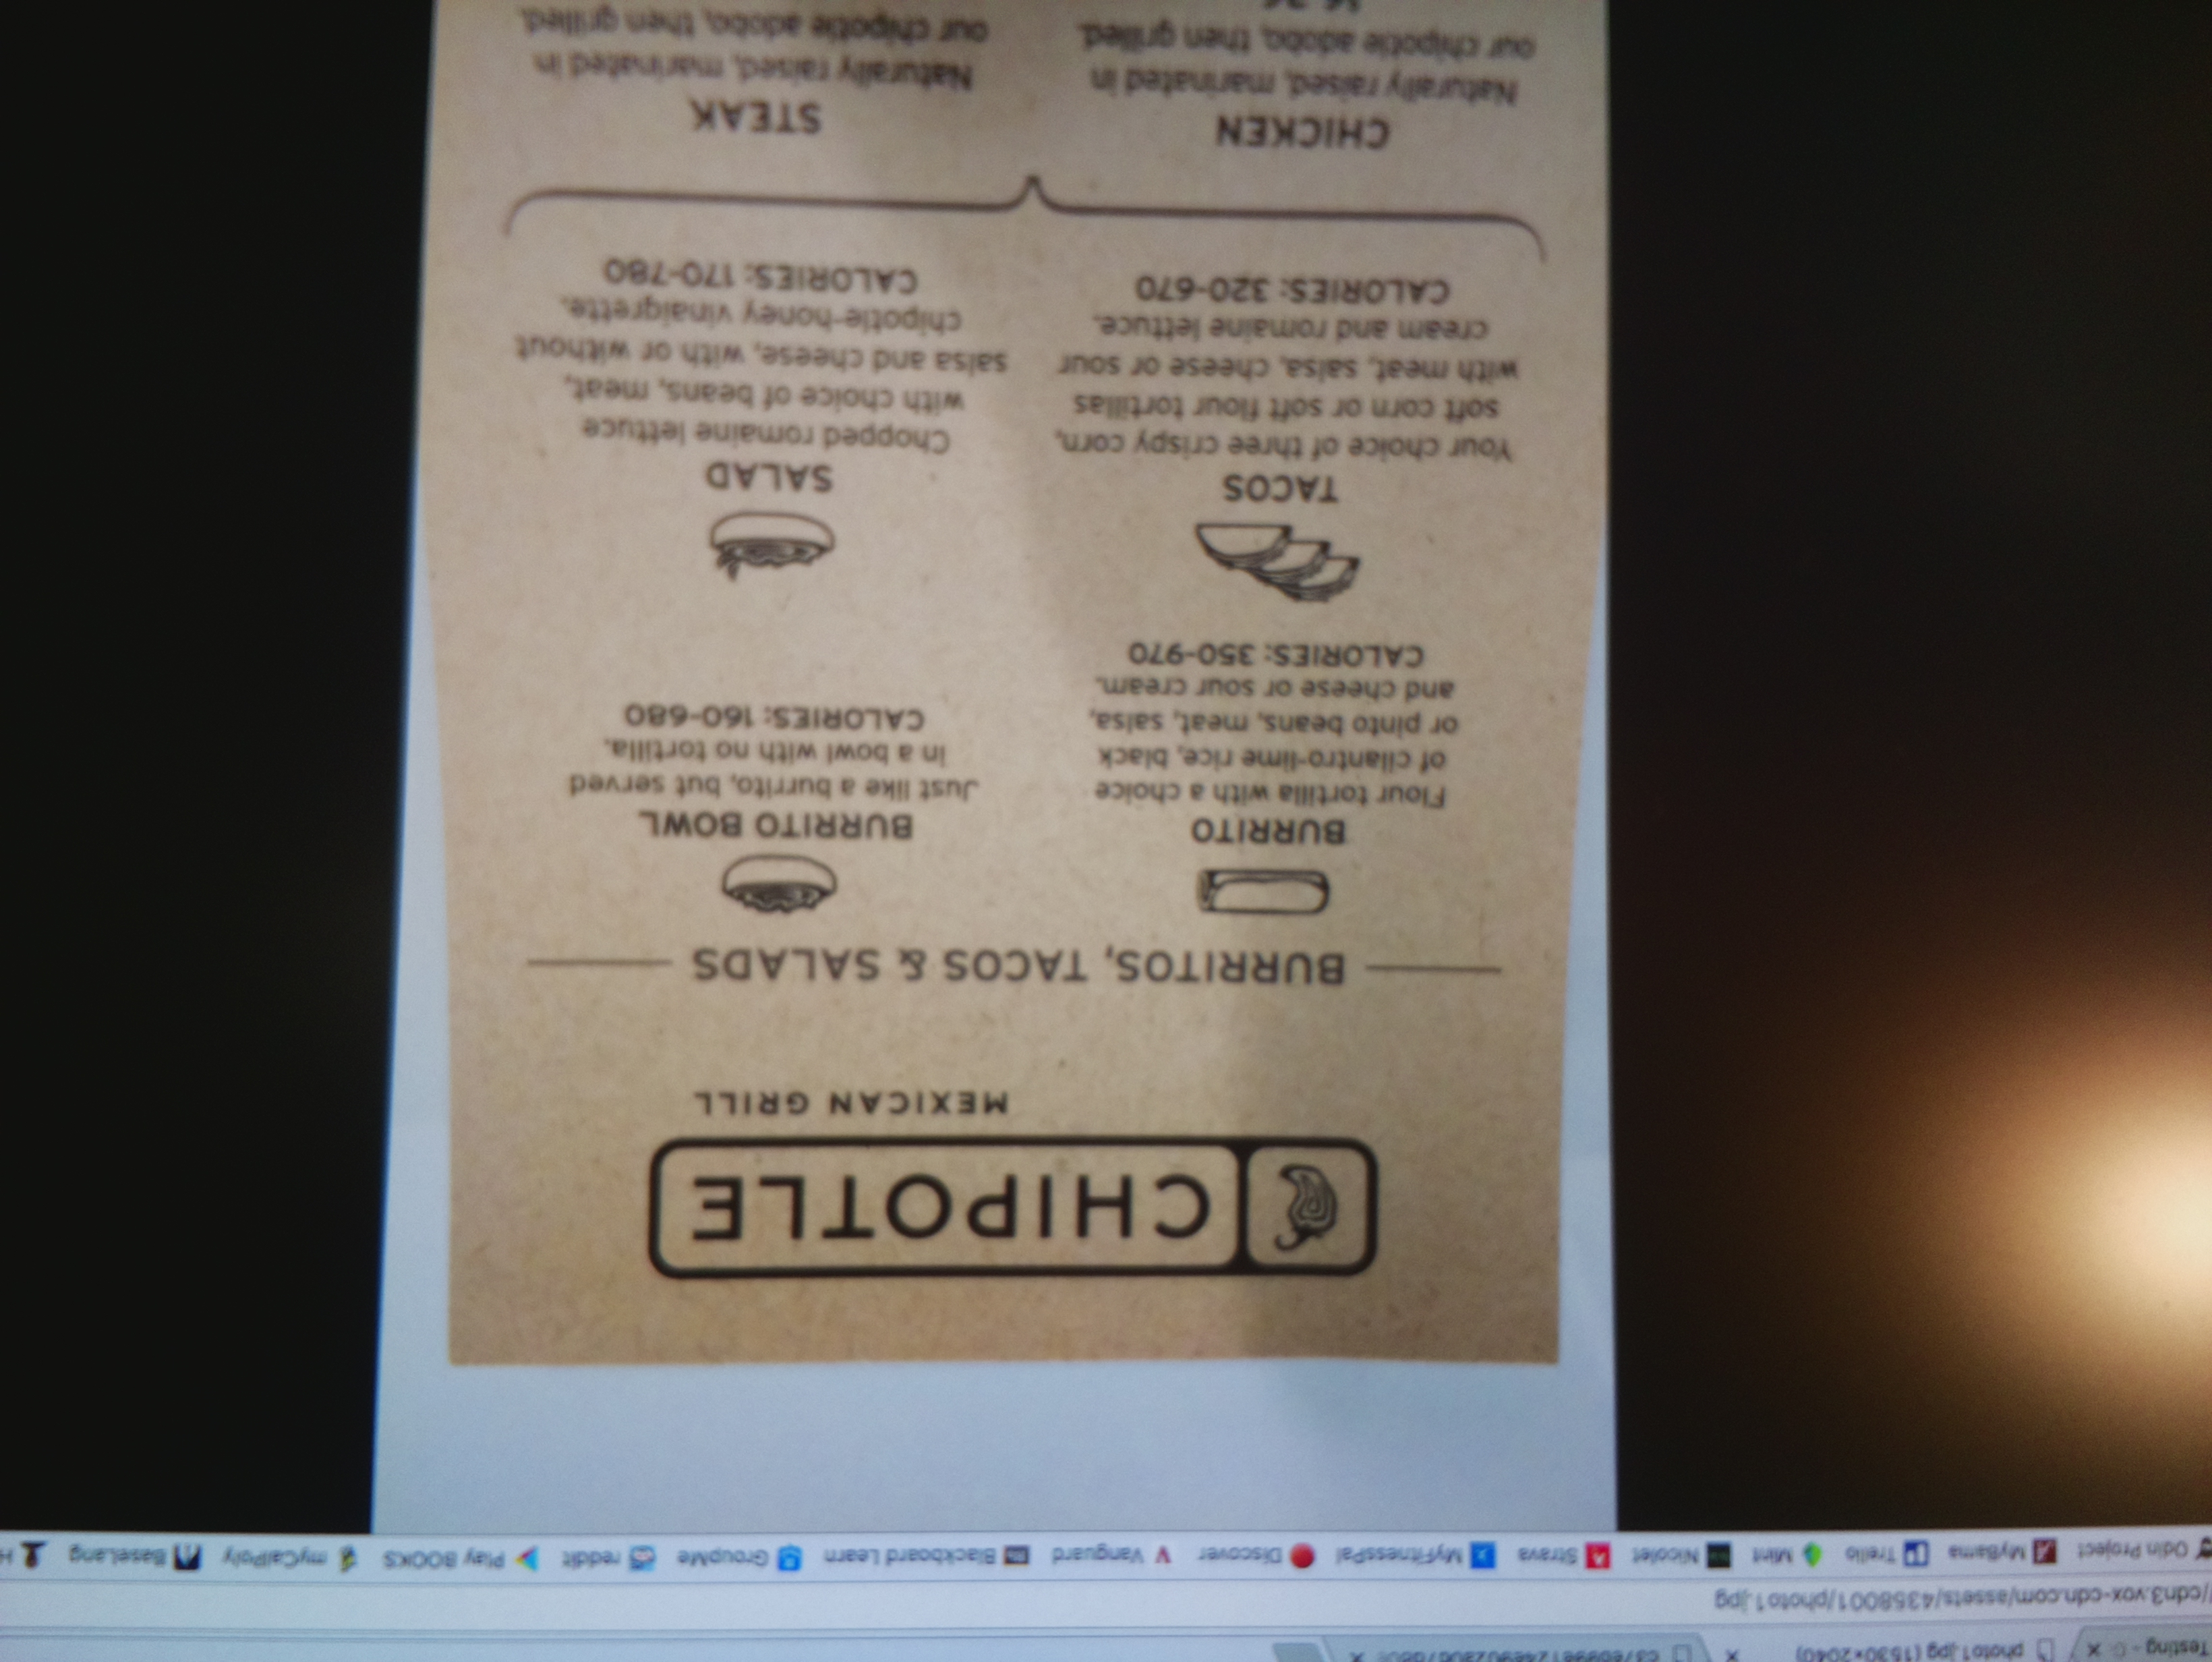 Testing - G
photo1.jpg (1530×2040)
//cdn3.vox-cdn.com/assets/4358001/photo1.jpg
Odin Project MyBama Trello Mint Nicolet Strava MyFitnessPal Discover Vanguard Blackboard Learn GroupMe reddit Play BOOKS myCalPoly BaseLang H
CHIPOTLE
MEXICAN GRILL
BURRITOS, TACOS & SALADS
BURRITO
Flour tortilla with a choice
of cilantro-lime rice, black
or pinto beans, meat, salsa,
and cheese or sour cream.
CALORIES: 350-970
BURRITO BOWL
Just like a burrito, but served
in a bowl with no tortilla.
CALORIES: 160-680
TACOS
Your choice of three crispy corn,
soft corn or soft flour tortillas
with meat, salsa, cheese or sour
cream and romaine lettuce.
CALORIES: 320-670
SALAD
Chopped romaine lettuce
with choice of beans, meat,
salsa and cheese, with or without
chipotle-honey vinaigrette.
CALORIES: 170-780
CHICKEN
Naturally raised, marinated in
our chipotle adobo, then grilled.
STEAK
Naturally raised, marinated in
our chipotle adobo, then grilled.